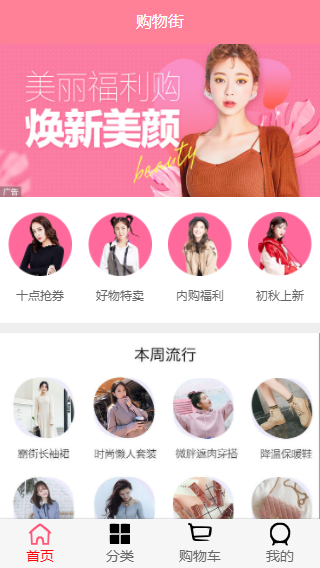 购物街
美丽福利购
焕新美颜
beauty
广告
十点抢券
好物特卖
内购福利
初秋上新
本周流行
霸街长袖裙
时尚懒人套装
微胖遮肉穿搭
降温保暖鞋
首页
分类
购物车
我的